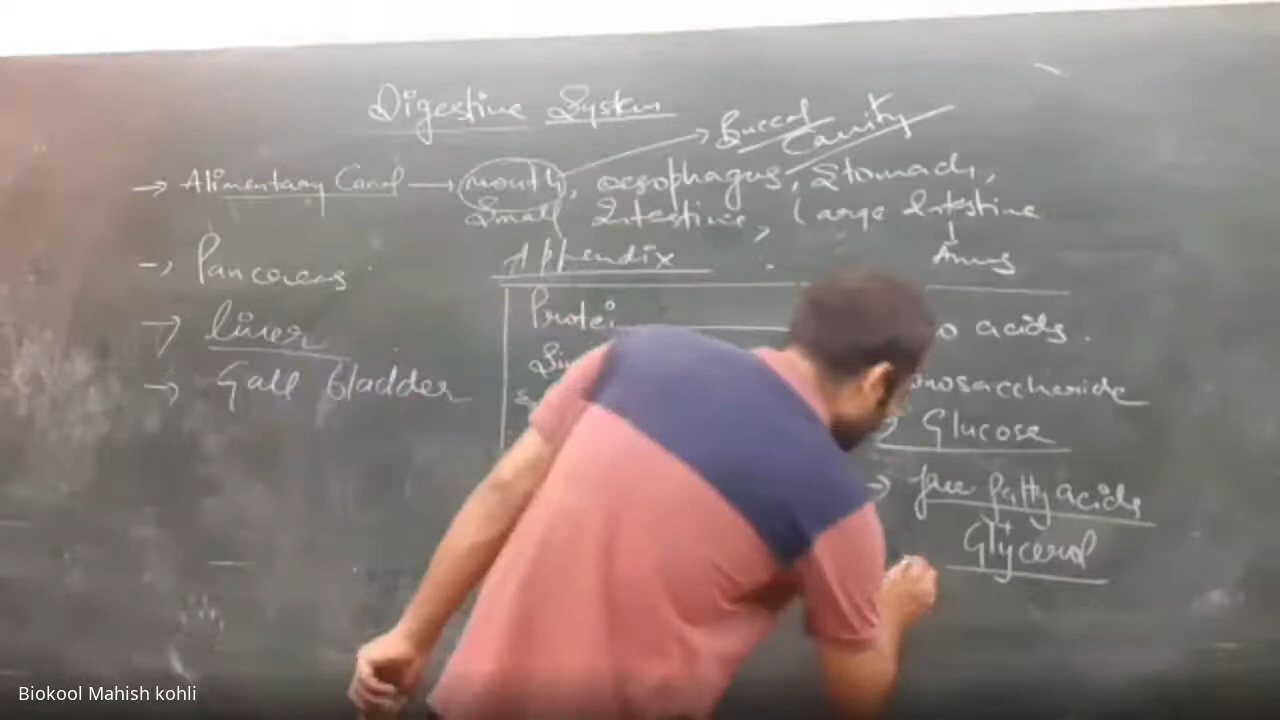 Digestive System
Buccal Cavity
→ Alimentary Canal → mouth, oesophagus, Stomach,
Small Intestine, Large Intestine
Appendix
Anus
→ Pancreas
→ liver
→ Gall bladder
Protei
o acids.
nosaccharide
Glucose
→ free fatty acids
+
Glycerol
Biokool Mahish kohli